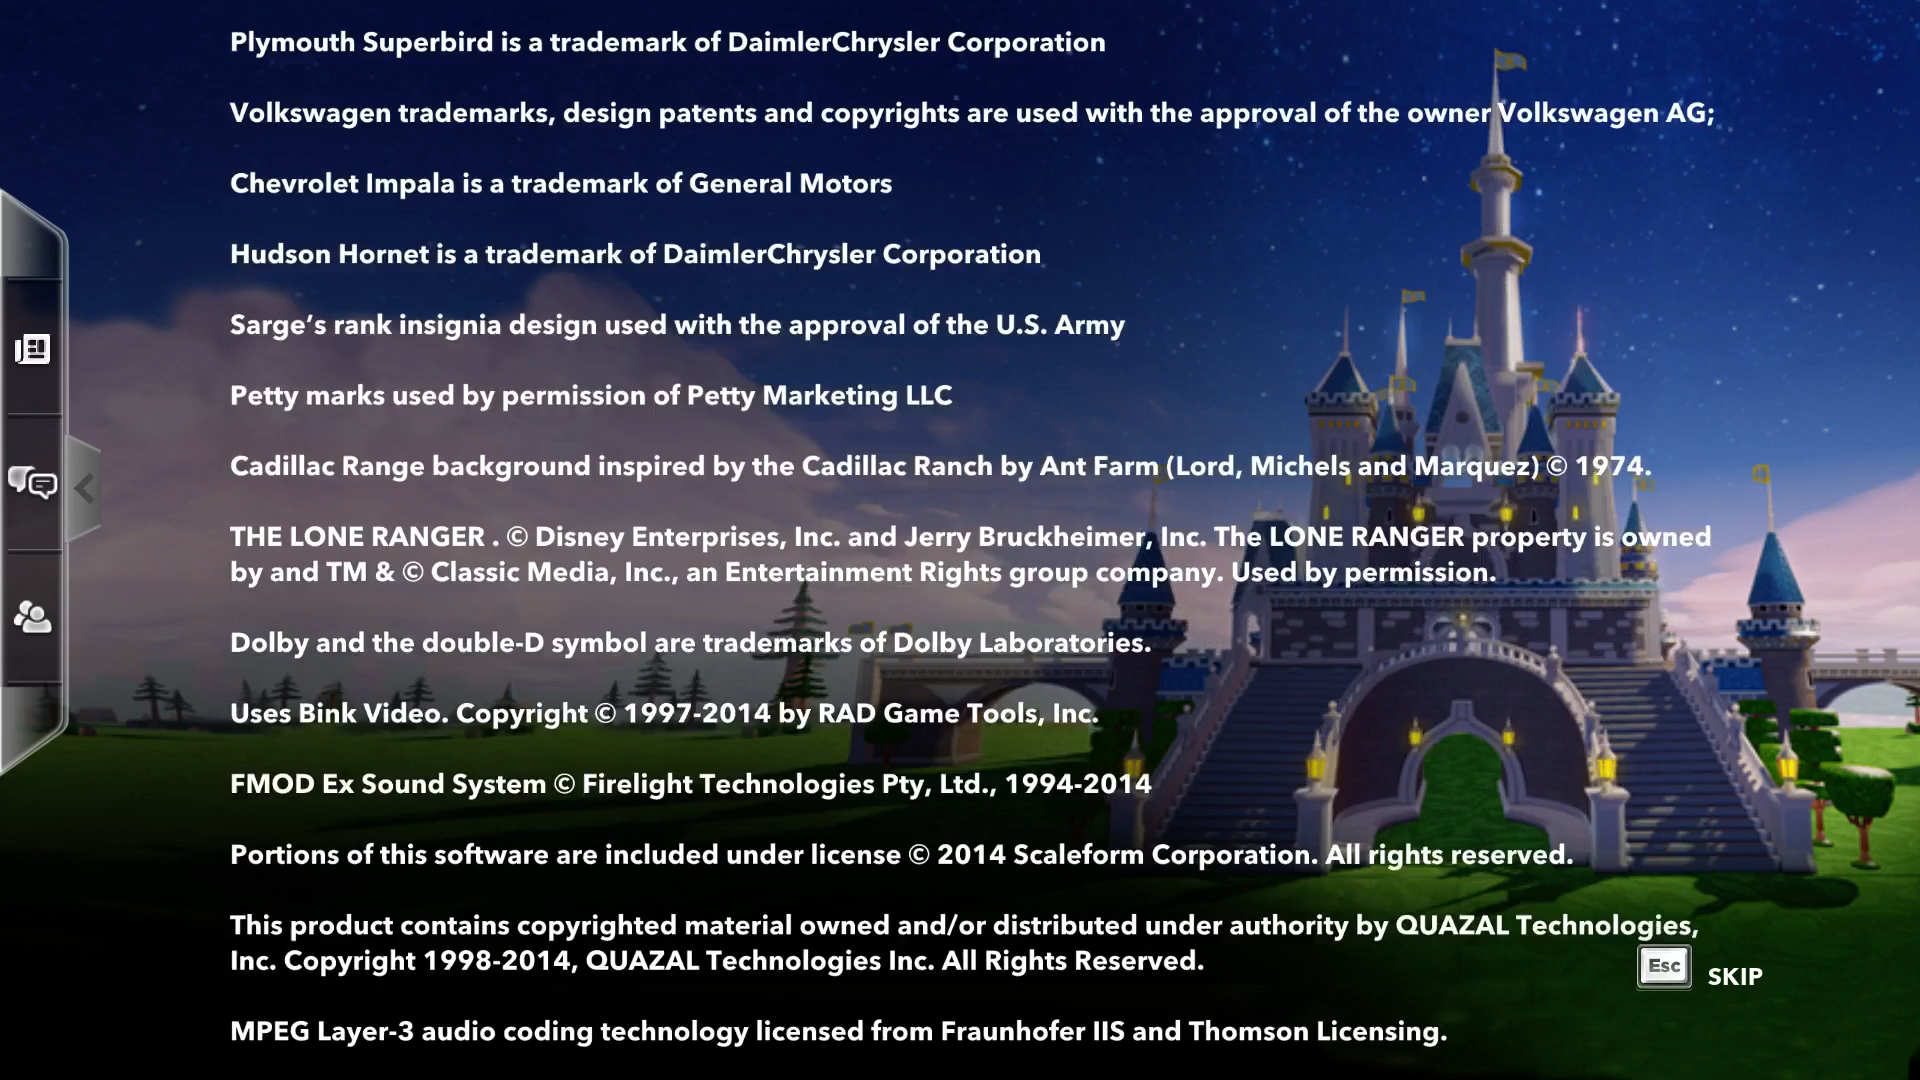 Plymouth Superbird is a trademark of DaimlerChrysler Corporation
Volkswagen trademarks, design patents and copyrights are used with the approval of the owner Volkswagen AG;
Chevrolet Impala is a trademark of General Motors
Hudson Hornet is a trademark of DaimlerChrysler Corporation
Sarge’s rank insignia design used with the approval of the U.S. Army
Petty marks used by permission of Petty Marketing LLC
Cadillac Range background inspired by the Cadillac Ranch by Ant Farm (Lord, Michels and Marquez) © 1974.
THE LONE RANGER . © Disney Enterprises, Inc. and Jerry Bruckheimer, Inc. The LONE RANGER property is owned
by and TM & © Classic Media, Inc., an Entertainment Rights group company. Used by permission.
Dolby and the double-D symbol are trademarks of Dolby Laboratories.
Uses Bink Video. Copyright © 1997-2014 by RAD Game Tools, Inc.
FMOD Ex Sound System © Firelight Technologies Pty, Ltd., 1994-2014
Portions of this software are included under license © 2014 Scaleform Corporation. All rights reserved.
This product contains copyrighted material owned and/or distributed under authority by QUAZAL Technologies,
Inc. Copyright 1998-2014, QUAZAL Technologies Inc. All Rights Reserved.
Esc SKIP
MPEG Layer-3 audio coding technology licensed from Fraunhofer IIS and Thomson Licensing.